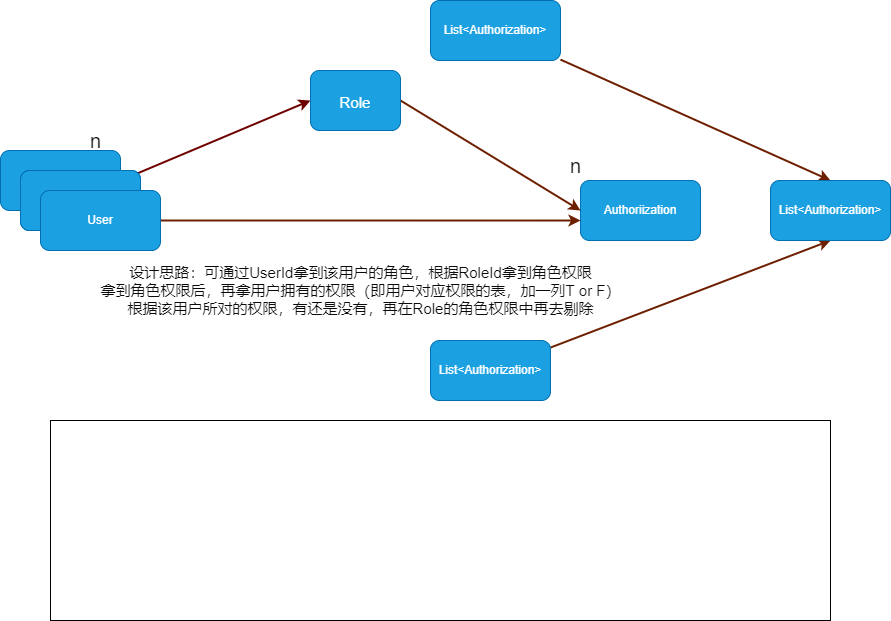 List<Authorization>
Role
n
n
User
Authoriization
List<Authorization>
设计思路：可通过UserId拿到该用户的角色，根据RoleId拿到角色权限
拿到角色权限后，再拿用户拥有的权限（即用户对应权限的表，加一列T or F）
根据该用户所对的权限，有还是没有，再在Role的角色权限中再去剔除
List<Authorization>